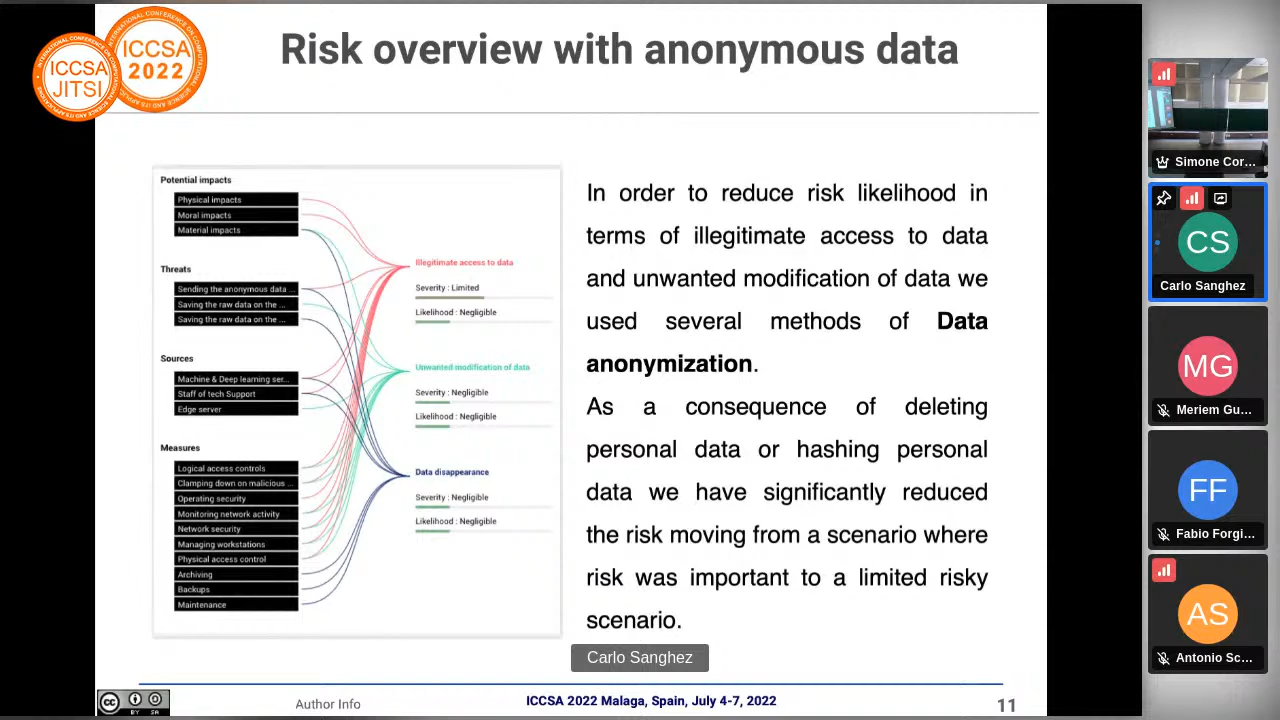 ICCSA
JITSI
ICCSA
2022
Risk overview with anonymous data
Potential impacts
Physical impacts
Moral impacts
Material impacts
Threats
Sending the anonymous data ...
Saving the raw data on the ...
Saving the raw data on the ...
Sources
Machine & Deep learning ser...
Staff of tech Support
Edge server
Measures
Logical access controls
Clamping down on malicious ...
Operating security
Monitoring network activity
Network security
Managing workstations
Physical access control
Archiving
Backups
Maintenance
Illegitimate access to data
Severity : Limited
Likelihood : Negligible
Unwanted modification of data
Severity : Negligible
Likelihood : Negligible
Data disappearance
Severity : Negligible
Likelihood : Negligible
In order to reduce risk likelihood in
terms of illegitimate access to data
and unwanted modification of data we
used several methods of Data
anonymization.
As a consequence of deleting
personal data or hashing personal
data we have significantly reduced
the risk moving from a scenario where
risk was important to a limited risky
scenario.
Carlo Sanghez
cc BY SA
Author Info
ICCSA 2022 Malaga, Spain, July 4-7, 2022
11
Simone Cor...
CS
Carlo Sanghez
MG
Meriem Gu...
FF
Fabio Forgi...
AS
Antonio Sc...